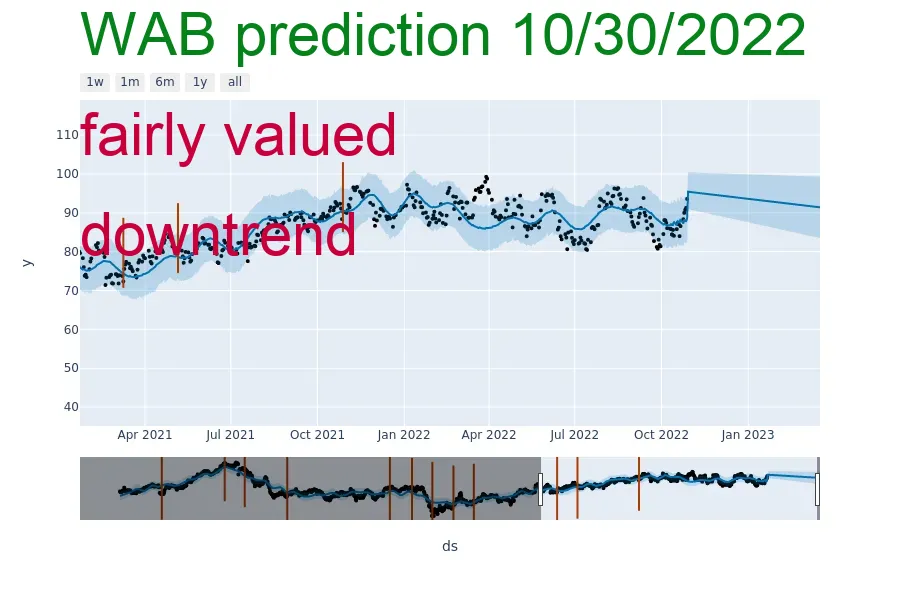 WAB prediction 10/30/2022
1w 1m 6m 1y all
fairly valued
downtrend
110
100
90
80
70
60
50
40
y
Apr 2021 Jul 2021 Oct 2021 Jan 2022 Apr 2022 Jul 2022 Oct 2022 Jan 2023
ds